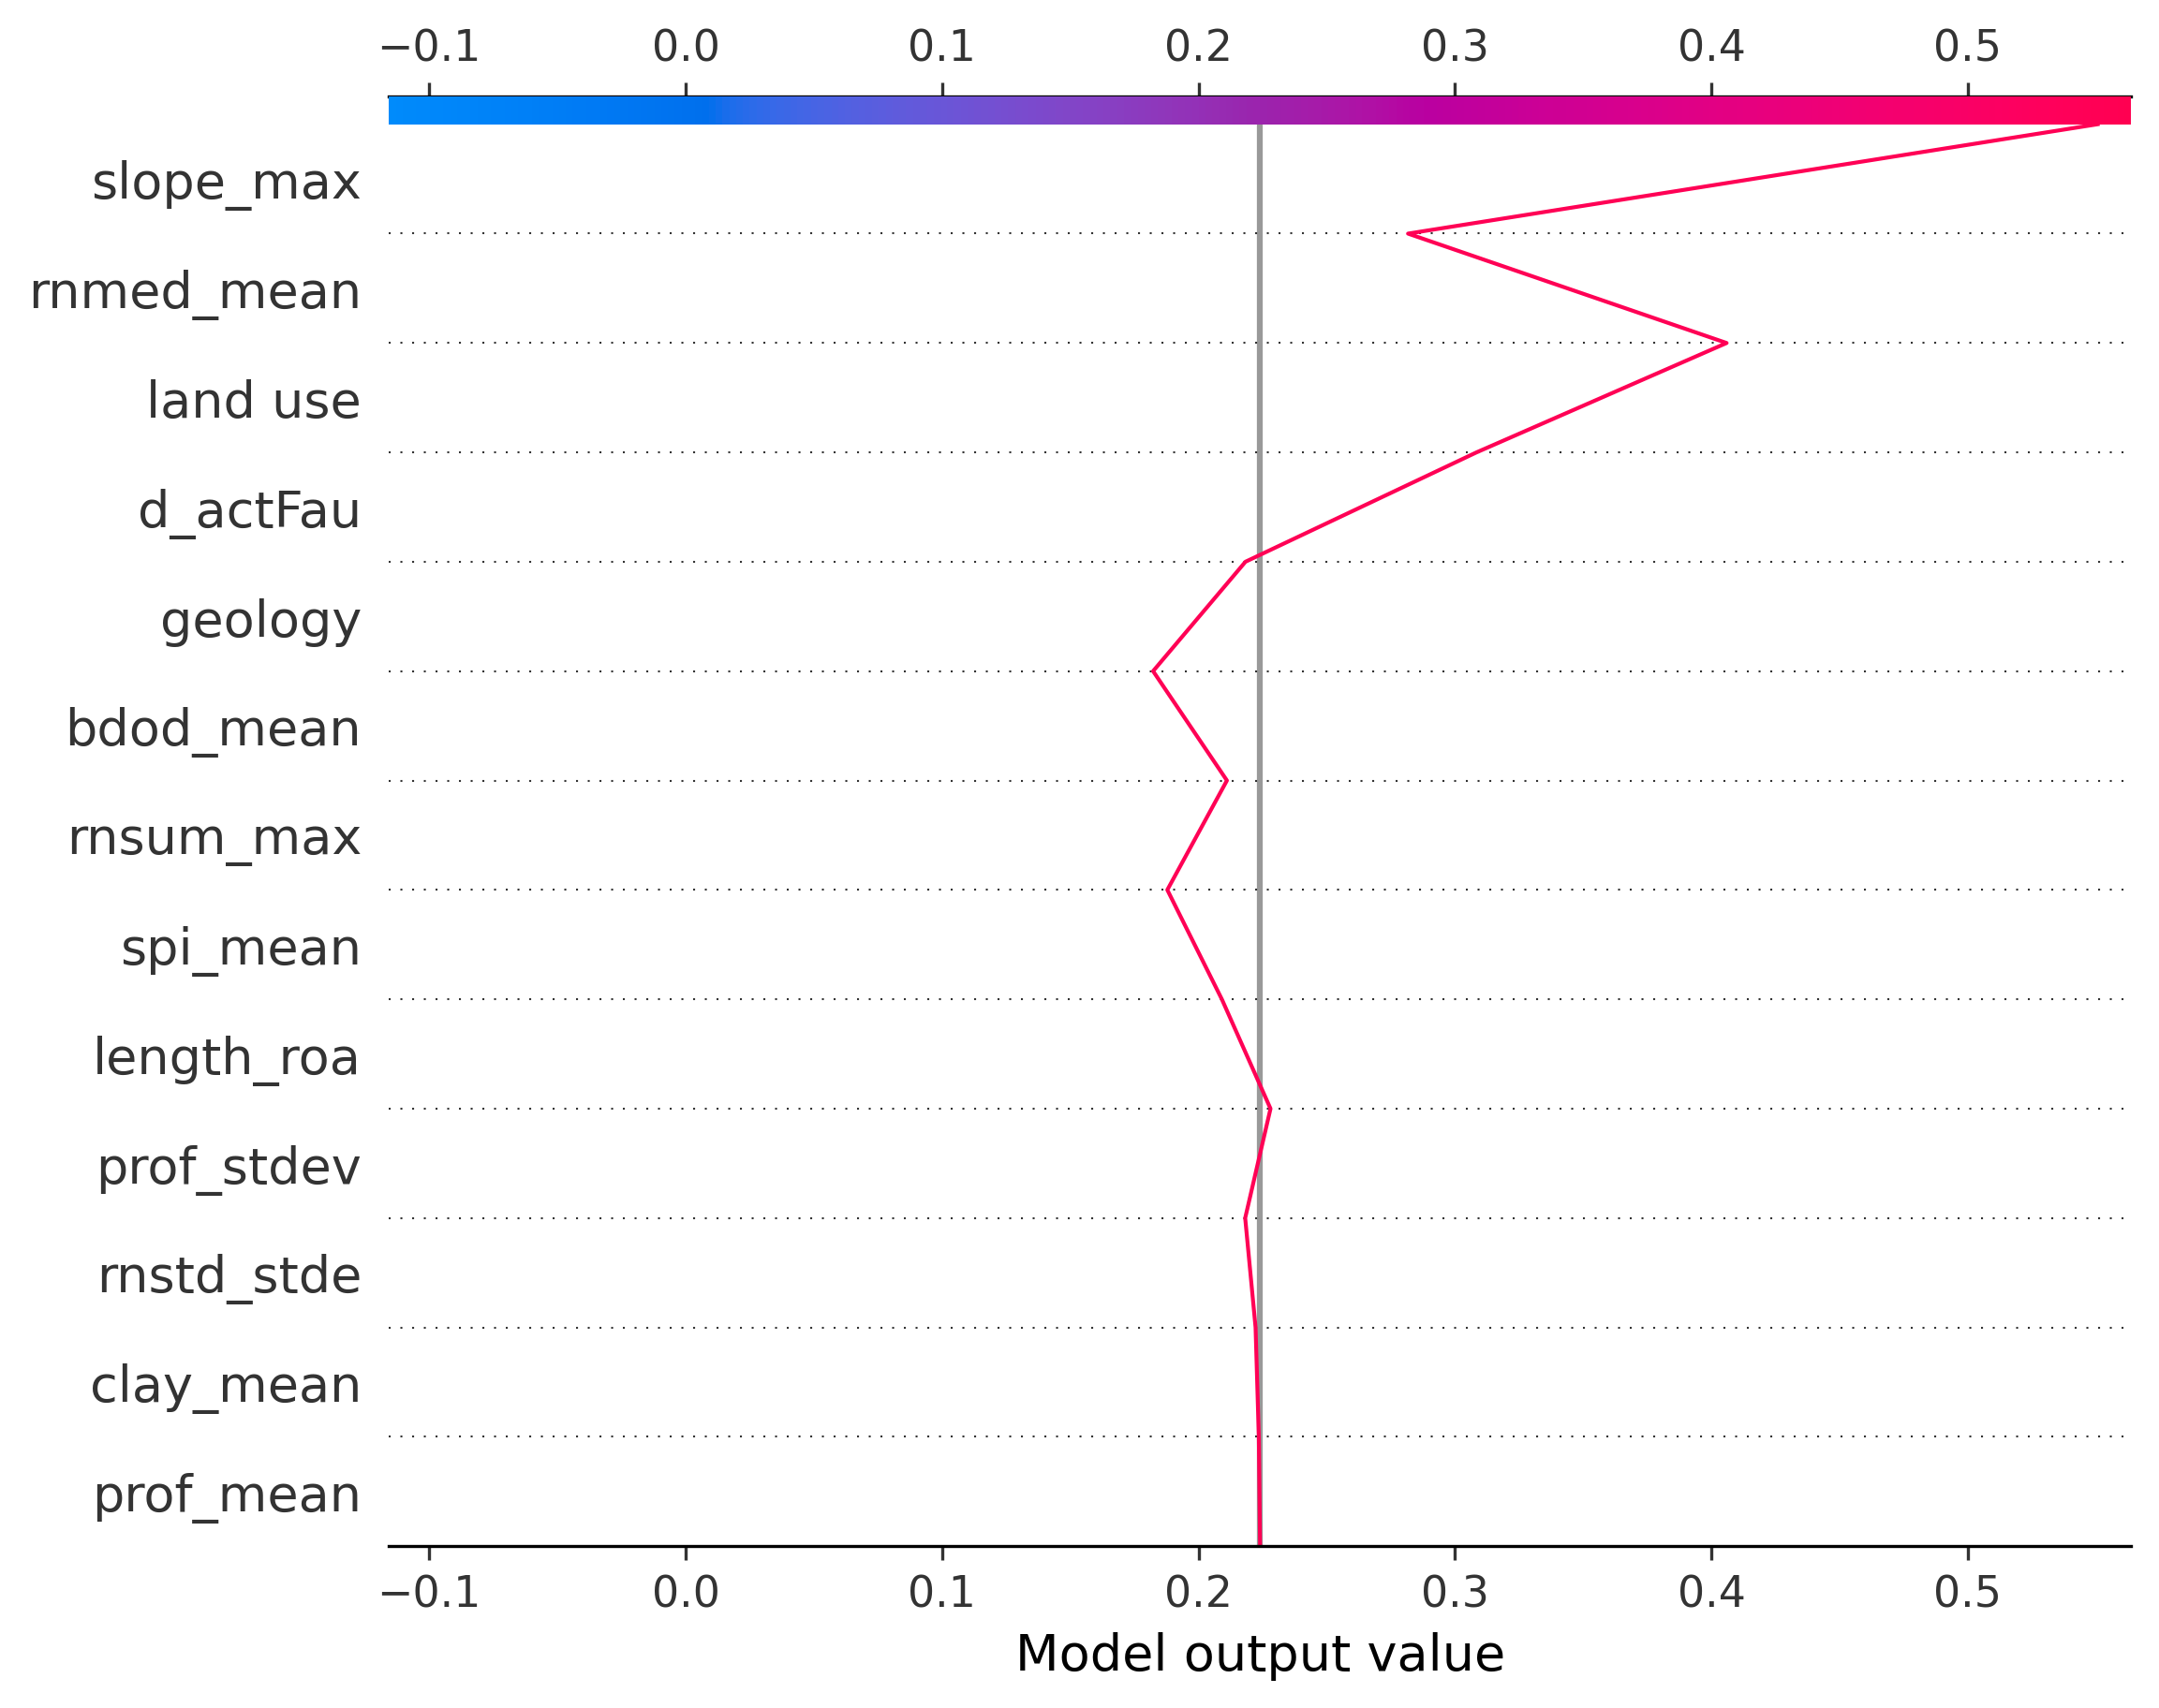 −0.1 0.0 0.1 0.2 0.3 0.4 0.5
slope_max
rnmed_mean
land use
d_actFau
geology
bdod_mean
rnsum_max
spi_mean
length_roa
prof_stdev
rnstd_stde
clay_mean
prof_mean
−0.1 0.0 0.1 0.2 0.3 0.4 0.5
Model output value